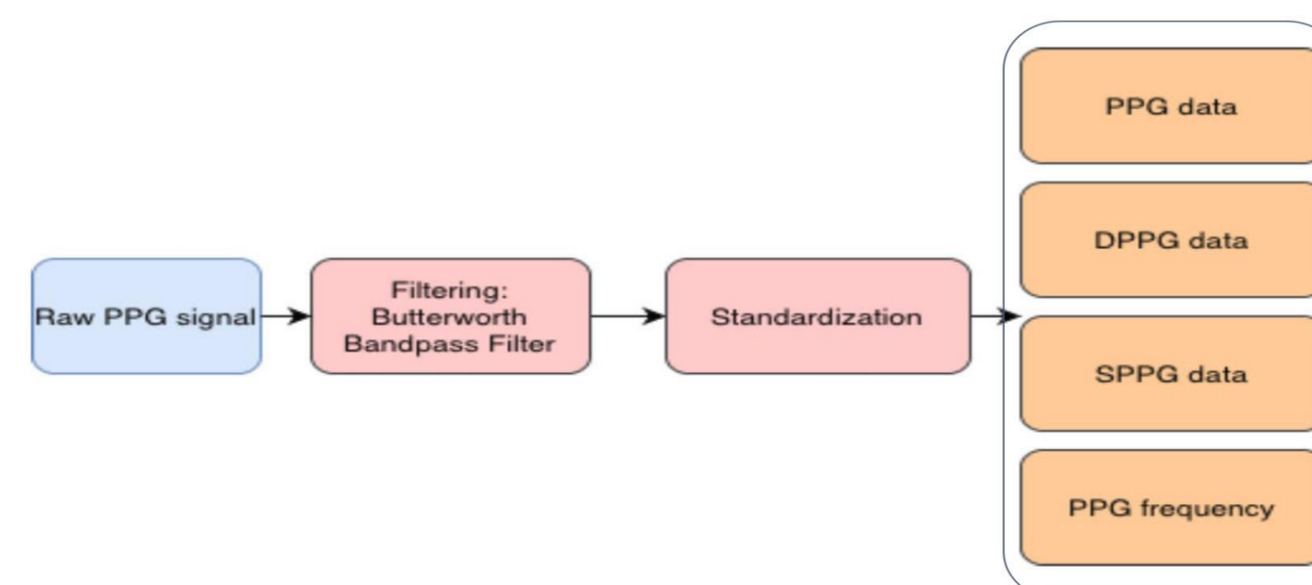 Raw PPG signal
Filtering:
Butterworth
Bandpass Filter
Standardization
PPG data
DPPG data
SPPG data
PPG frequency